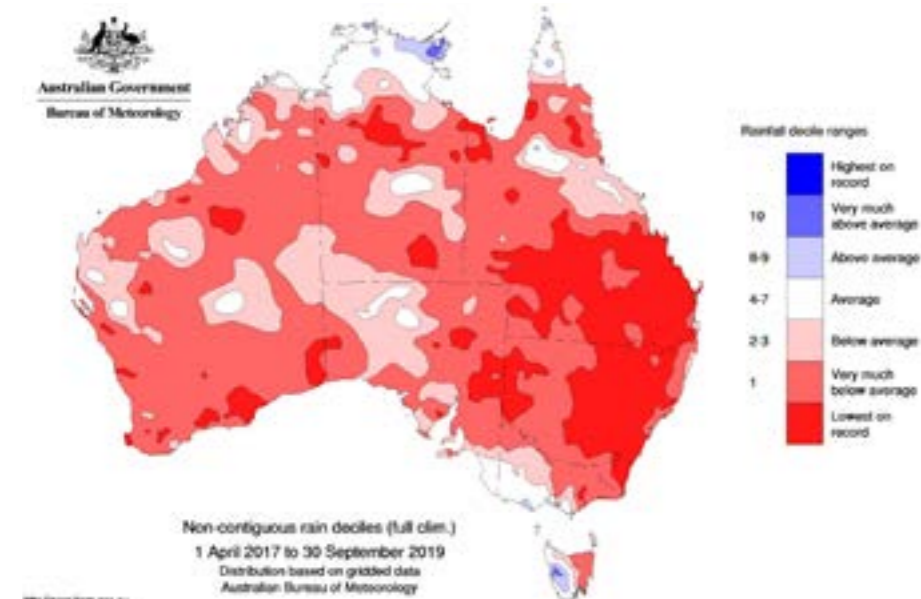 Australian Government
Bureau of Meteorology
Rainfall decile ranges
Highest on
record
10
Very much
above average
8-9
Above average
4-7
Average
2-3
Below average
1
Very much
below average
Lowest on
record
Non-contiguous rain deciles (full clim.)
1 April 2017 to 30 September 2019
Distribution based on gridded data
Australian Bureau of Meteorology